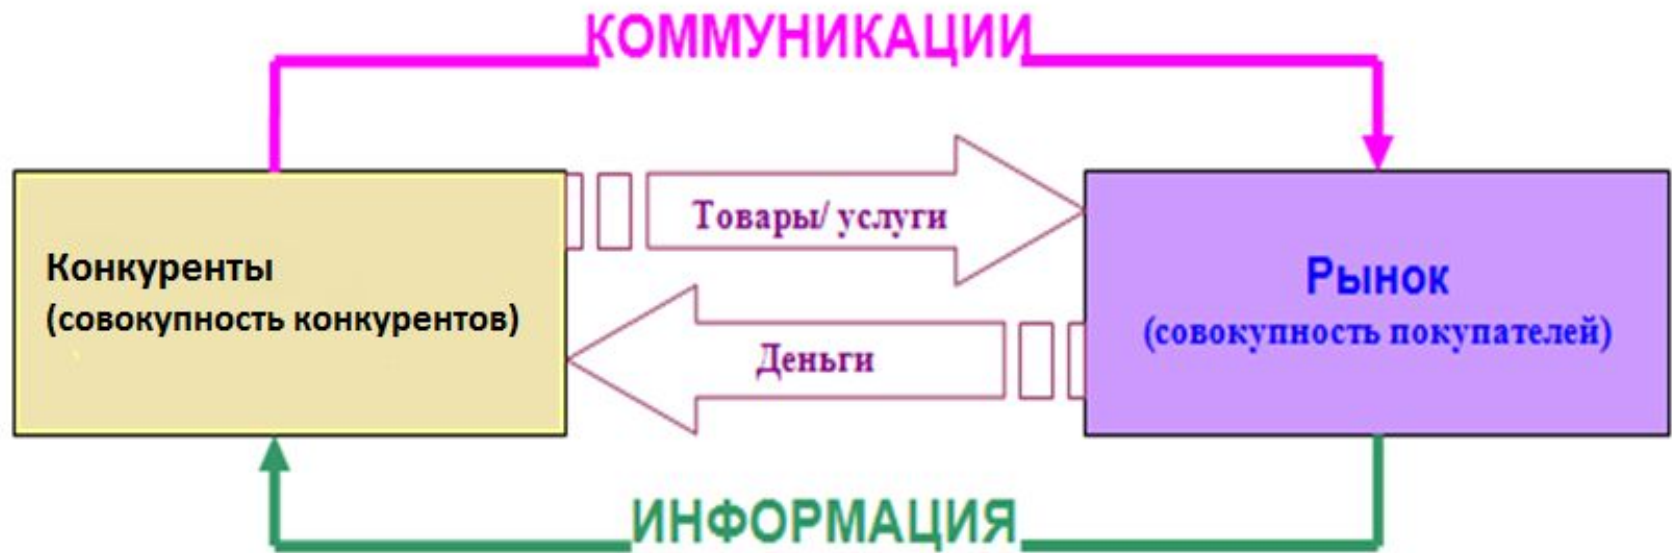 КОММУНИКАЦИИ
Товары/ услуги
Конкуренты
(совокупность конкурентов)
Рынок
(совокупность покупателей)
Деньги
ИНФОРМАЦИЯ